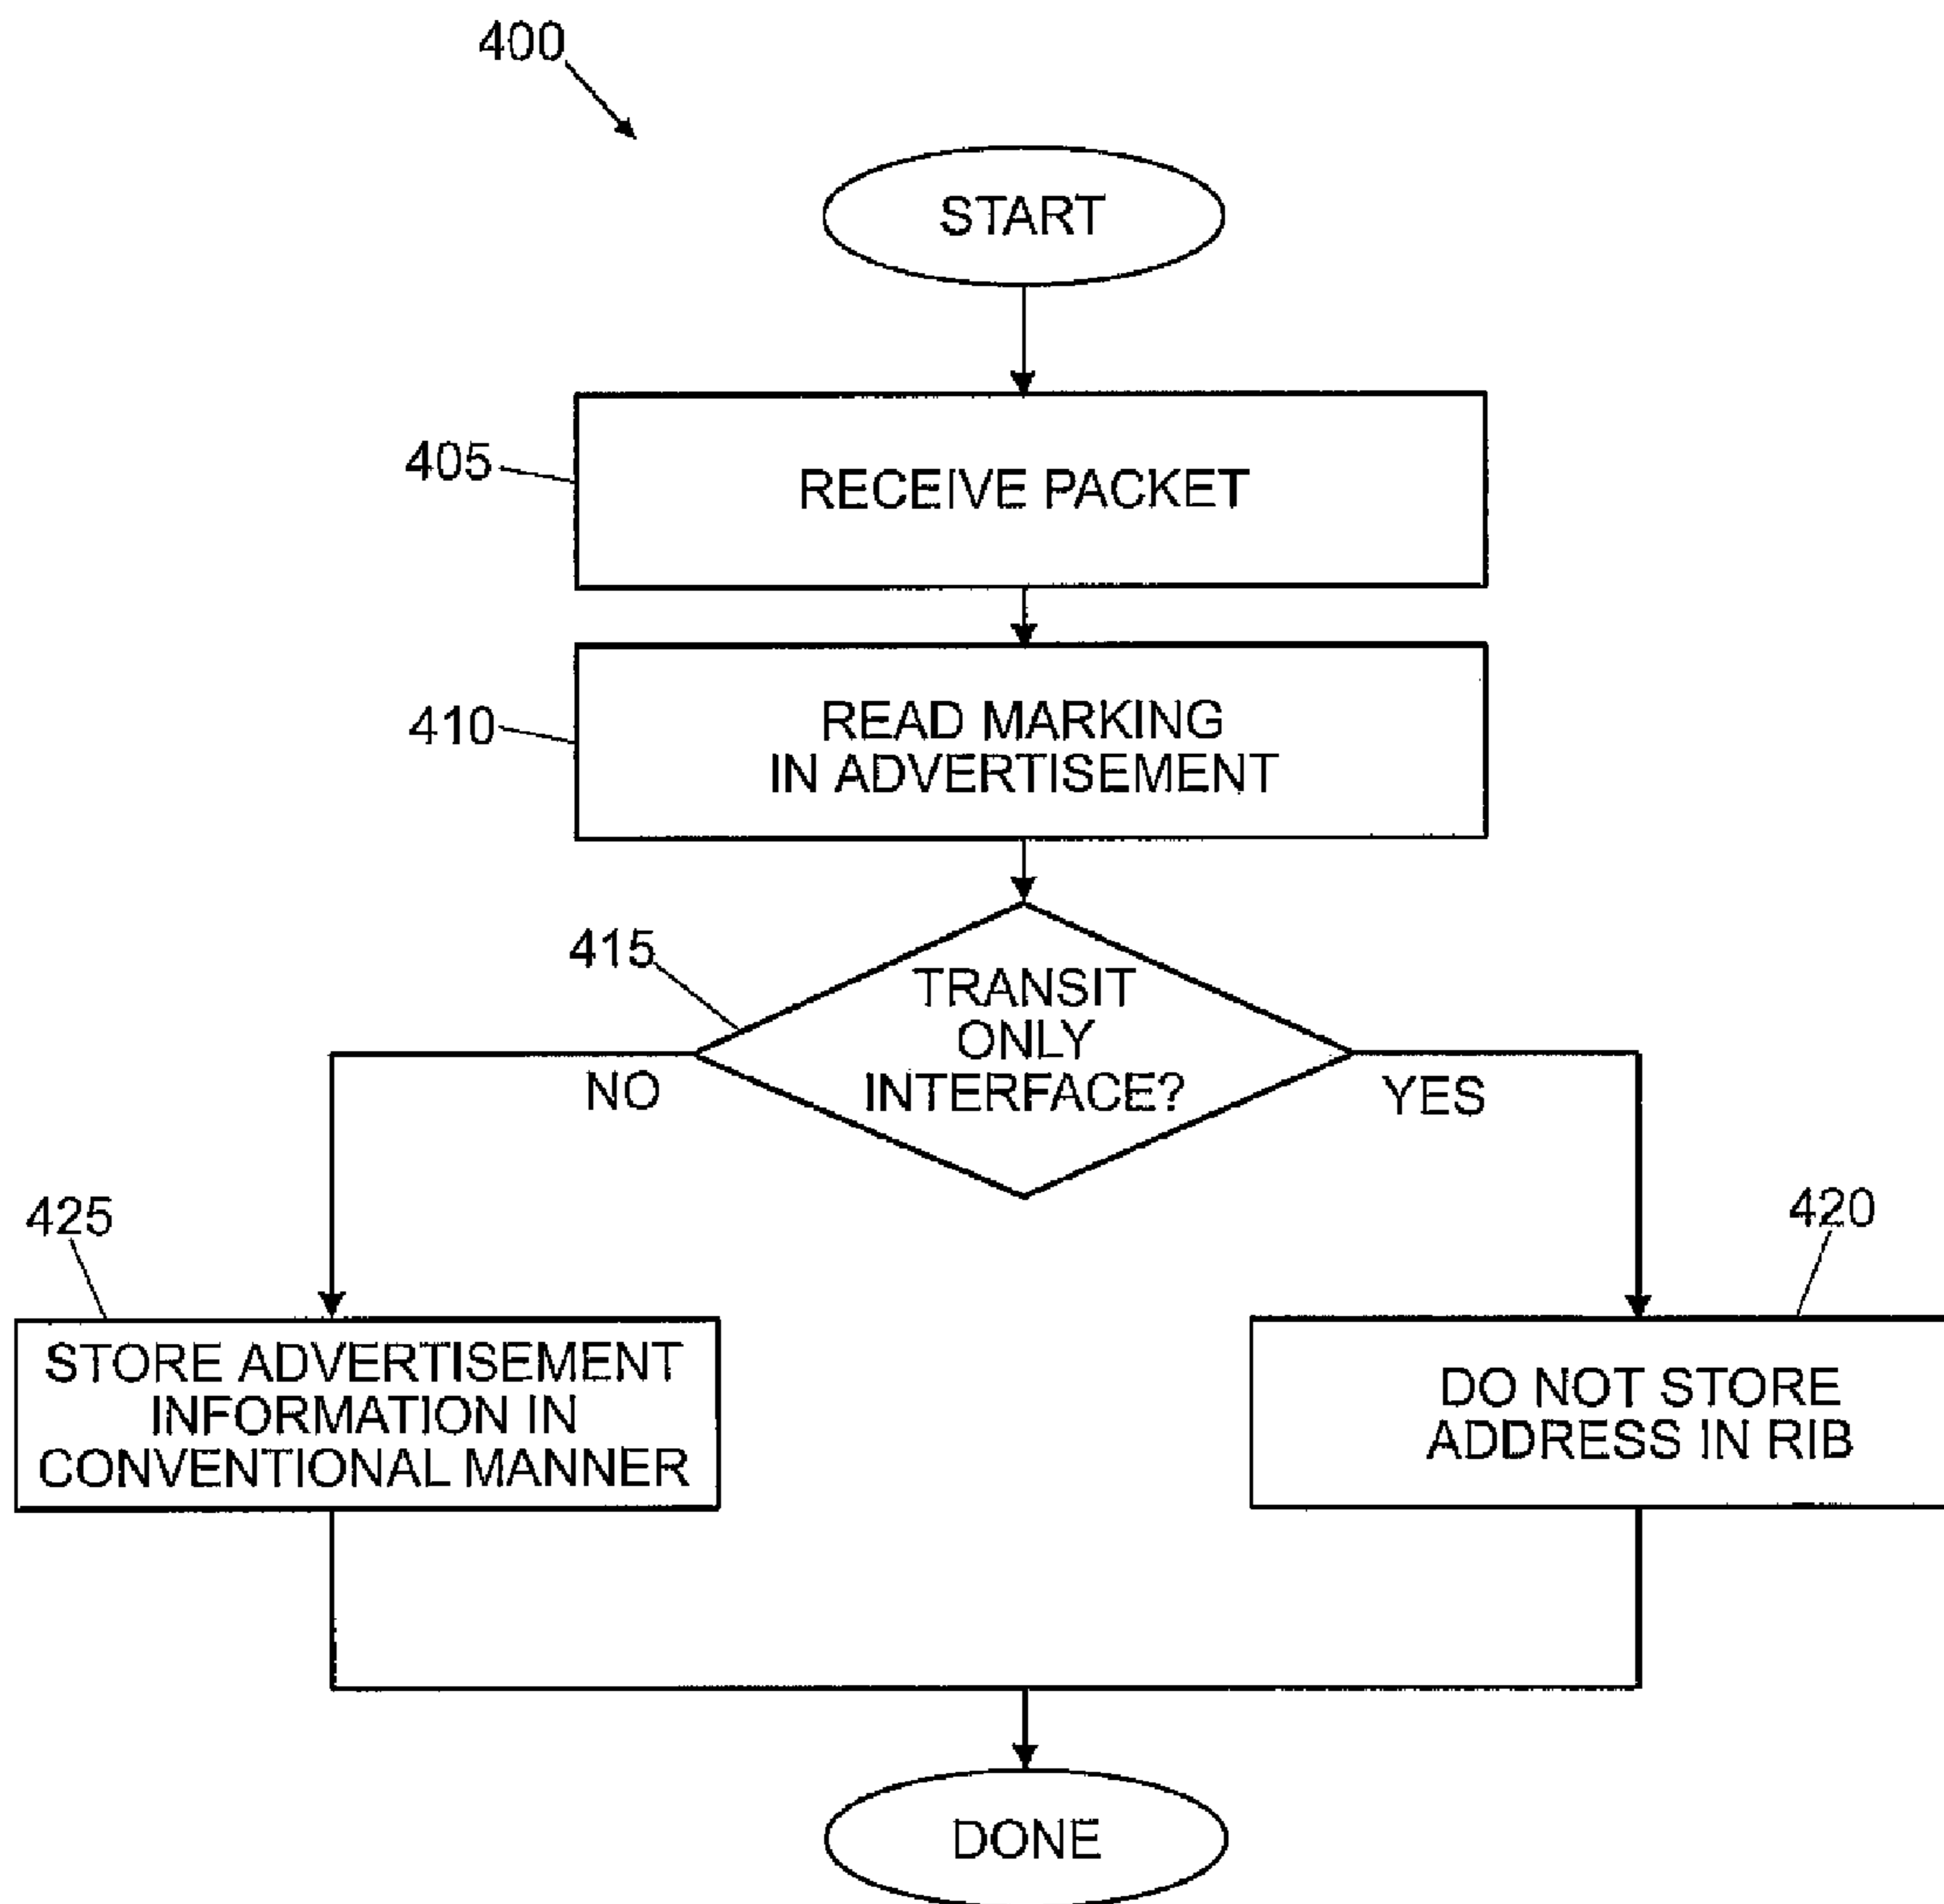 400
START
405
RECEIVE PACKET
410
READ MARKING
IN ADVERTISEMENT
415
TRANSIT
ONLY
INTERFACE?
NO
YES
425
STORE ADVERTISEMENT
INFORMATION IN
CONVENTIONAL MANNER
420
DO NOT STORE
ADDRESS IN RIB
DONE